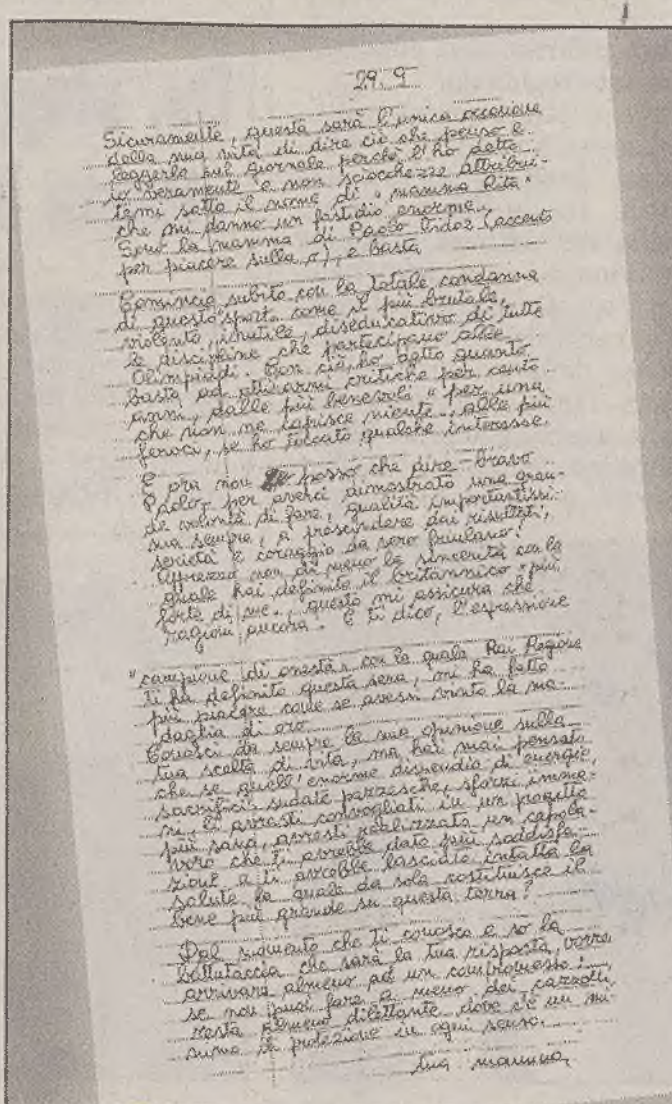 29.9
Sicuramente, questa sarà l'unica occasione
della mia vita di dire ciò che penso e
leggerlo sul giornale perché l'ho detto
io veramente e non sciocchezze attribui-
temi sotto il nome di "mamma Rita"
che mi danno un fastidio enorme.
Sono la mamma di Paolo Vidoz (accento
per piacere sulla o), e basta
Comincio subito con la totale condanna
di questo "sport" come il più brutale,
violento, inutile, diseducativo di tutte
le discipline che partecipano alle
Olimpiadi. Con ciò, ho detto quanto
basta ad attirarmi critiche per cento
anni, dalle più benevole "per una
che non ne capisce niente", alle più
feroci, se ho toccato qualche interesse.
E ora non posso che dire - bravo
Paolo - per averci dimostrato una gran-
de volontà di fare, qualità importantissi-
ma sempre, a prescindere dai risultati,
serietà e coraggio da vero friulano!
Apprezzo non di meno la sincerità con la
quale hai definito il britannico "più
forte di me", questo mi assicura che
ragioni ancora. E ti dico, l'espressione
"campione di onestà" con la quale Rai Regione
ti ha definito questa sera, mi ha fatto
più piacere come se avessi vinto la me-
daglia di oro.
Conosci da sempre la mia opinione sulla
tua scelta di vita, ma hai mai pensato
che se quell'enorme dispendio di energie,
sacrifici, sudate pazzesche, sforzi imma-
ni, li avresti convogliati in un progetto
più sano, avresti realizzato un capola-
voro che ti avrebbe dato più soddisfa-
zioni e ti avrebbe lasciato intatta la
salute la quale da sola costituisce il
bene più grande su questa terra?
Dal momento che ti conosco e so la
battutaccia che sarà la tua risposta, vorrei
arrivare almeno ad un compromesso:
se non puoi fare a meno dei cazzotti,
resta almeno dilettante dove c'è un mi-
nimo di protezione in ogni senso.
tua mamma